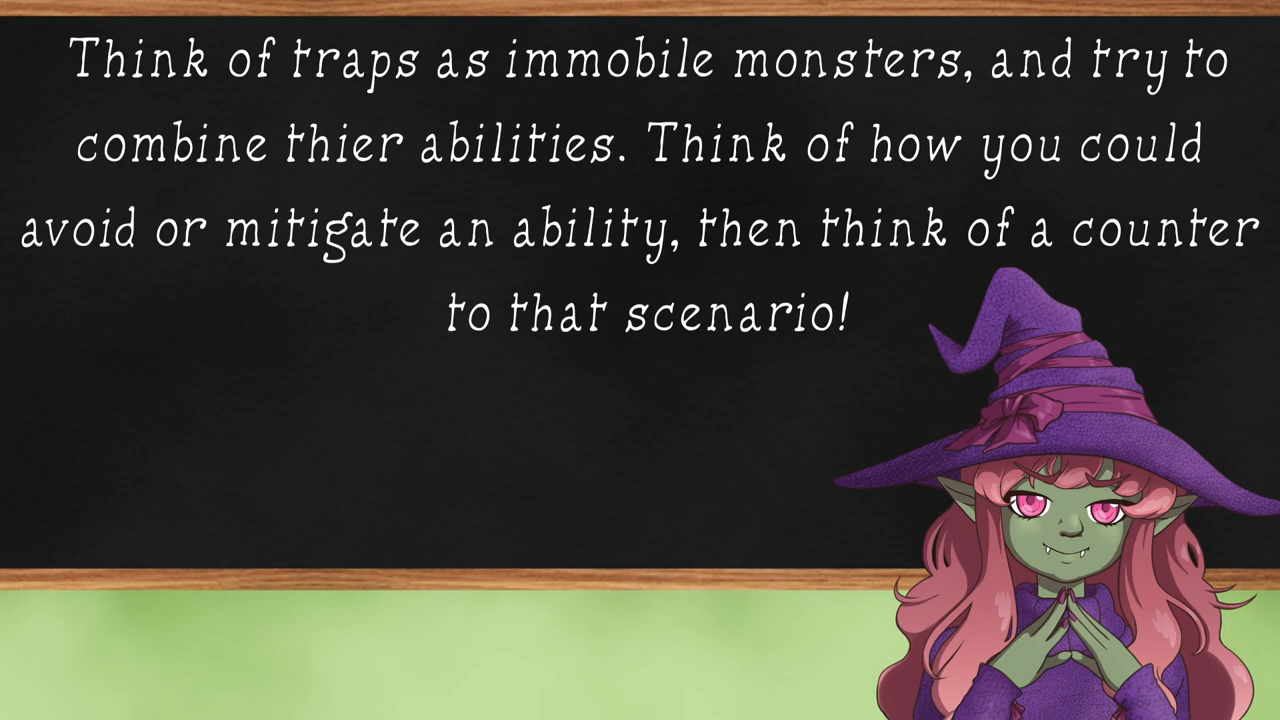 Think of traps as immobile monsters, and try to
combine thier abilities. Think of how you could
avoid or mitigate an ability, then think of a counter
to that scenario!